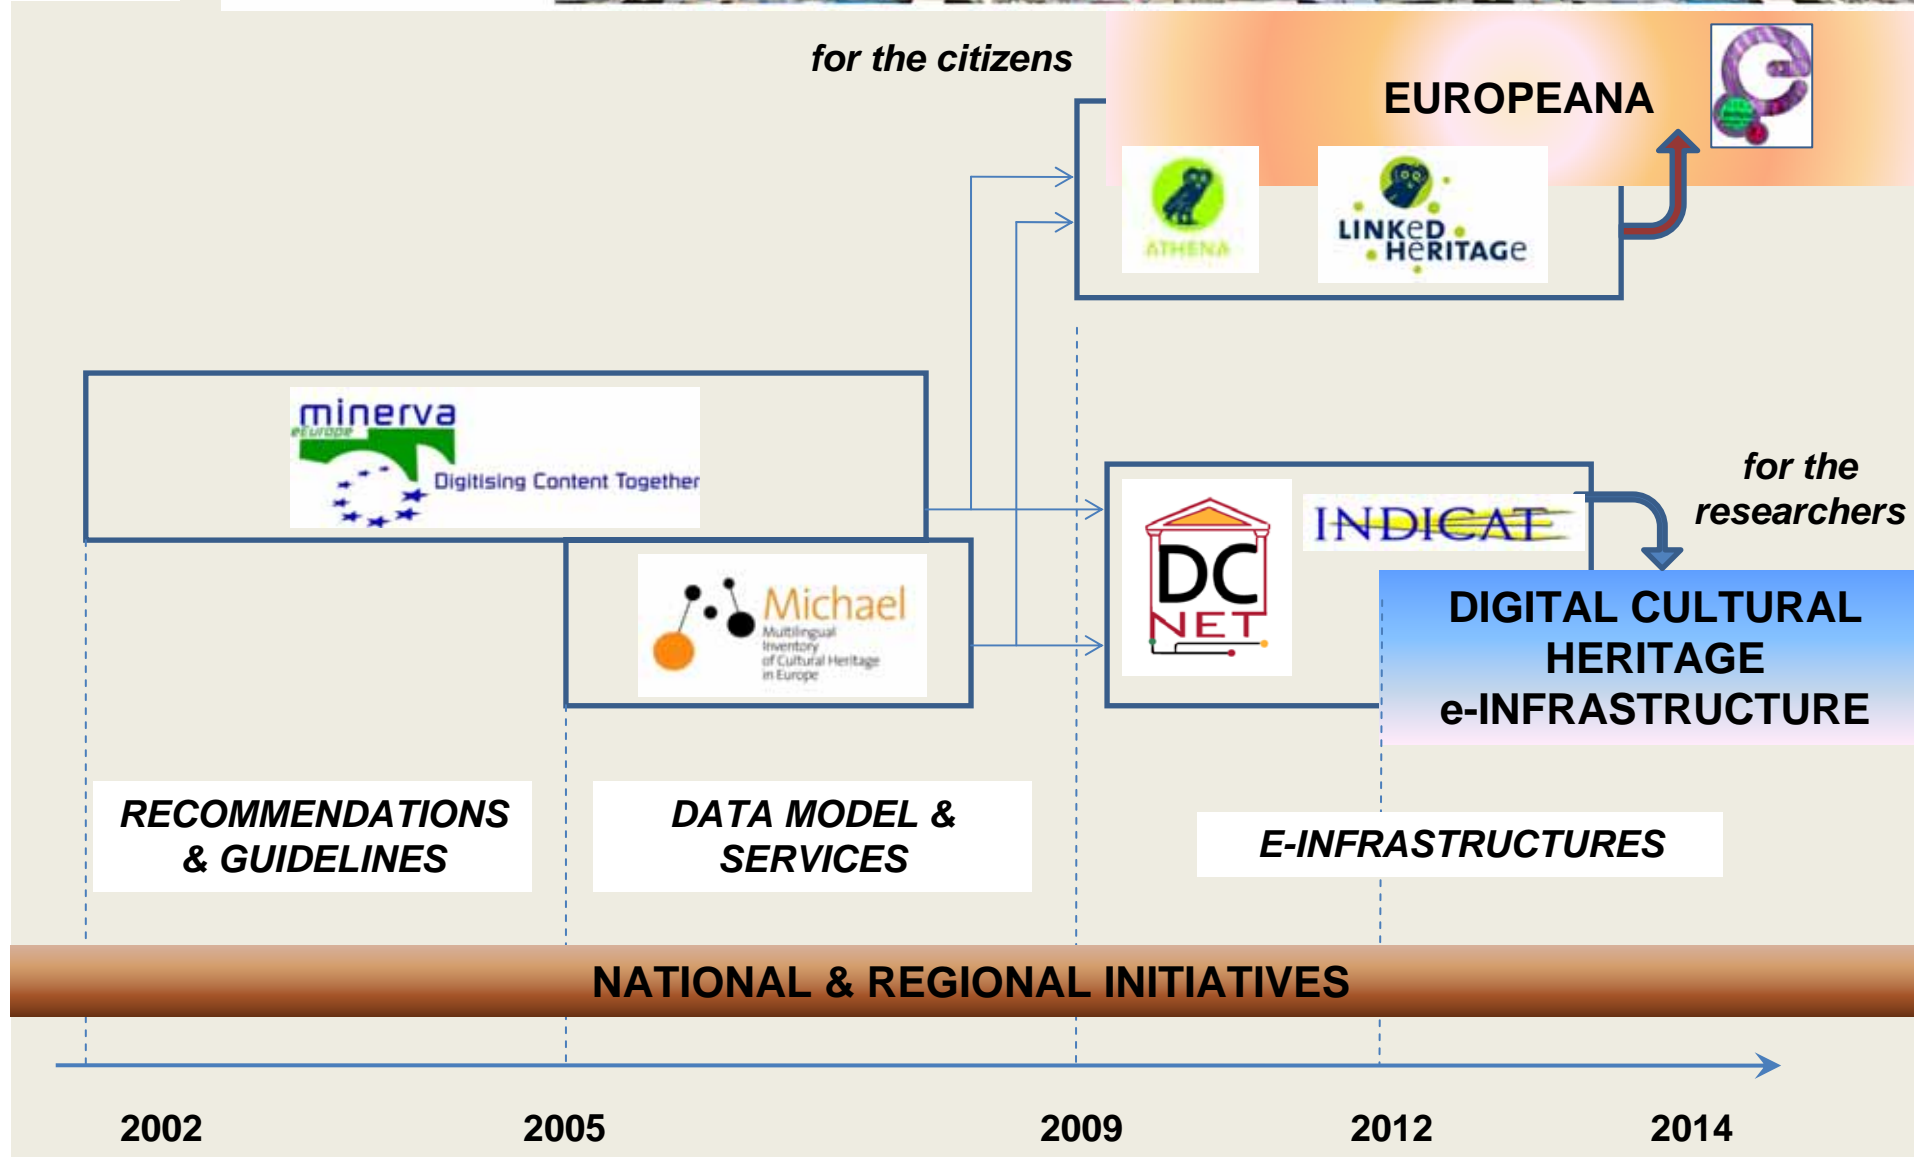 for the citizens
EUROPEANA
ATHENA
LINKeD
HeRITAGe
minerva
eEurope
Digitising Content Together
for the
researchers
DC
NET
INDICAT
Michael
Multilingual
Inventory
of Cultural Heritage
in Europe
DIGITAL CULTURAL
HERITAGE
e-INFRASTRUCTURE
RECOMMENDATIONS
& GUIDELINES
DATA MODEL &
SERVICES
E-INFRASTRUCTURES
NATIONAL & REGIONAL INITIATIVES
2002 2005 2009 2012 2014